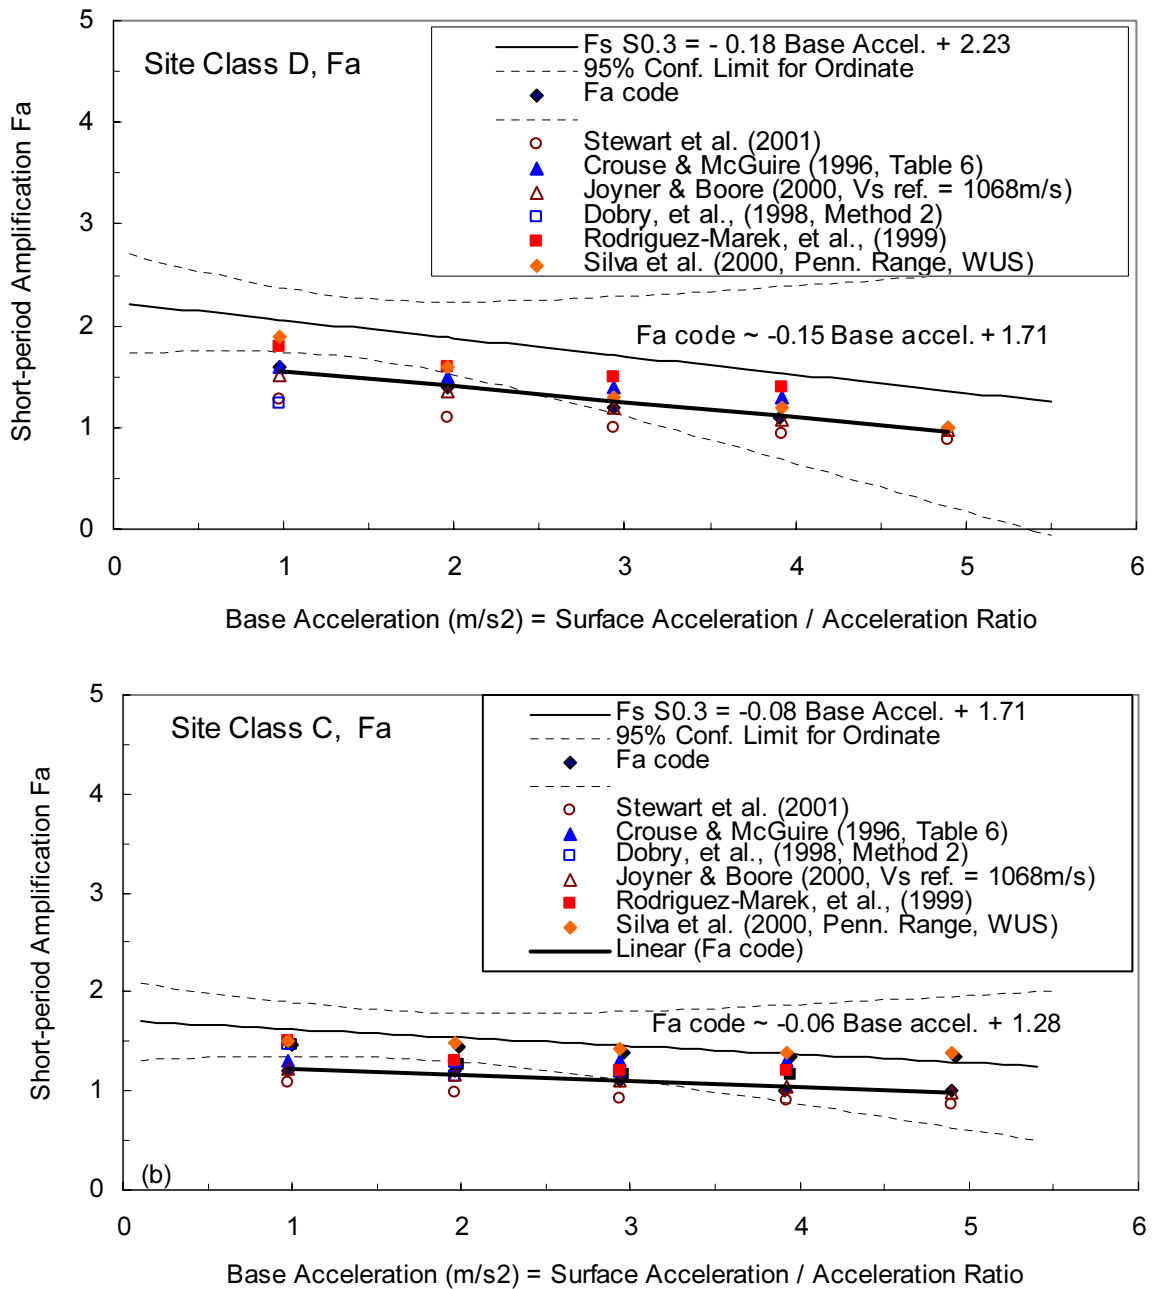 5
4
3
2
1
0
Short-period Amplification Fa
Site Class D, Fa
Fs S0.3 = - 0.18 Base Accel. + 2.23
95% Conf. Limit for Ordinate
Fa code
Stewart et al. (2001)
Crouse & McGuire (1996, Table 6)
Joyner & Boore (2000, Vs ref. = 1068m/s)
Dobry, et al., (1998, Method 2)
Rodriguez-Marek, et al., (1999)
Silva et al. (2000, Penn. Range, WUS)
Fa code ~ -0.15 Base accel. + 1.71
0 1 2 3 4 5 6
Base Acceleration (m/s2) = Surface Acceleration / Acceleration Ratio
5
4
3
2
1
0
Short-period Amplification Fa
Site Class C, Fa
Fs S0.3 = -0.08 Base Accel. + 1.71
95% Conf. Limit for Ordinate
Fa code
Stewart et al. (2001)
Crouse & McGuire (1996, Table 6)
Dobry, et al., (1998, Method 2)
Joyner & Boore (2000, Vs ref. = 1068m/s)
Rodriguez-Marek, et al., (1999)
Silva et al. (2000, Penn. Range, WUS)
Linear (Fa code)
Fa code ~ -0.06 Base accel. + 1.28
(b)
0 1 2 3 4 5 6
Base Acceleration (m/s2) = Surface Acceleration / Acceleration Ratio